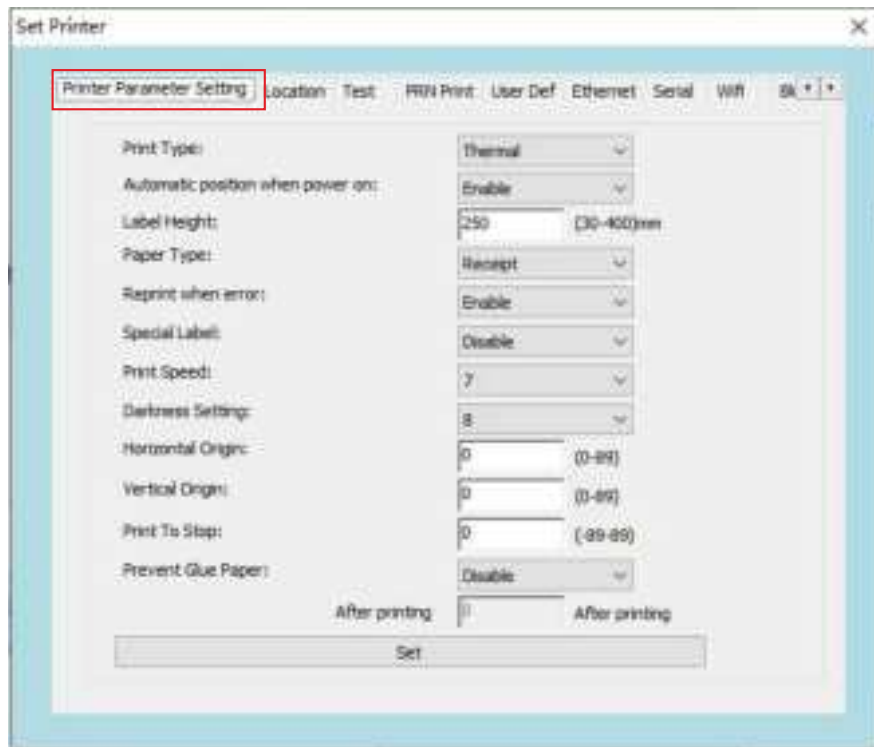 Set Printer
Printer Parameter Setting Location Test PRN Print User Def Ethernet Serial Wifi
Print Type: Thermal
Automatic position when power on: Enable
Label Height: 250 (30-400)mm
Paper Type: Receipt
Reprint when error: Enable
Special Label: Disable
Print Speed: 7
Darkness Setting: 8
Horizontal Origin: 0 (0-89)
Vertical Origin: 0 (0-89)
Print To Stop: 0 (-89-89)
Prevent Glue Paper: Disable
After printing 0 After printing
Set